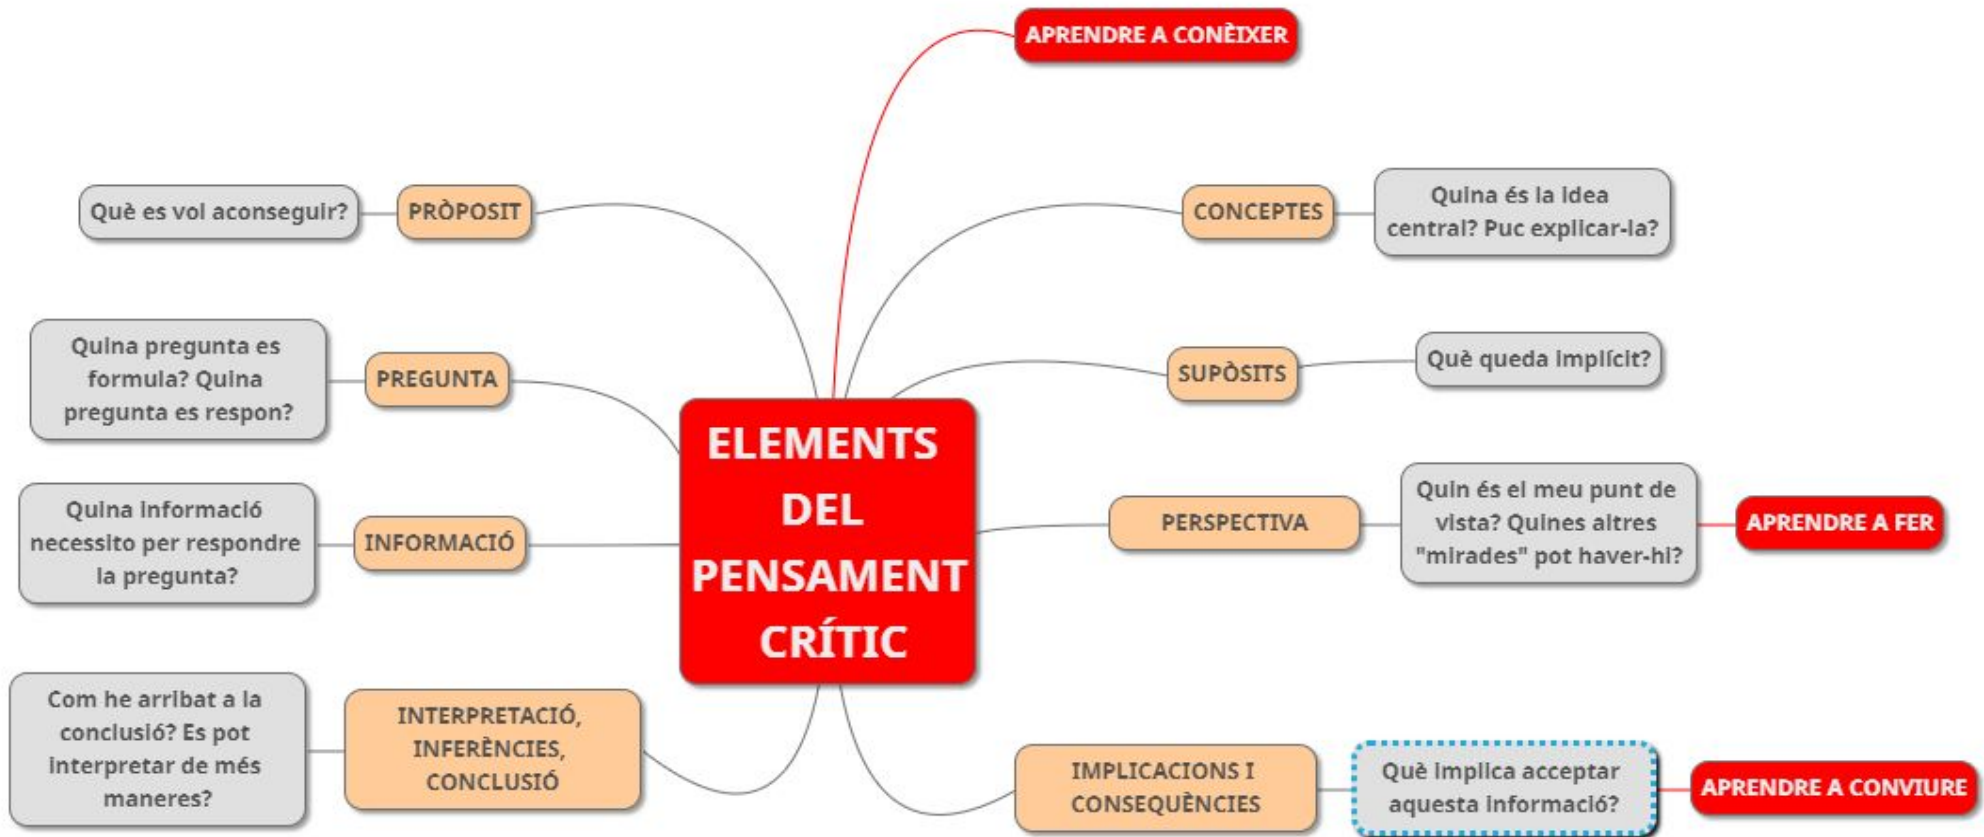 APRENDRE A CONÈIXER
Què es vol aconseguir?
PRÒPOSIT
CONCEPTES
Quina és la idea
central? Puc explicar-la?
Quina pregunta es
formula? Quina
pregunta es respon?
PREGUNTA
SUPÒSITS
Què queda implícit?
ELEMENTS
DEL
PENSAMENT
CRÍTIC
Quina informació
necessito per respondre
la pregunta?
INFORMACIÓ
PERSPECTIVA
Quin és el meu punt de
vista? Quines altres
"mirades" pot haver-hi?
APRENDRE A FER
Com he arribat a la
conclusió? Es pot
interpretar de més
maneres?
INTERPRETACIÓ,
INFERÈNCIES,
CONCLUSIÓ
IMPLICACIONS I
CONSEQUÈNCIES
Què implica acceptar
aquesta informació?
APRENDRE A CONVIURE